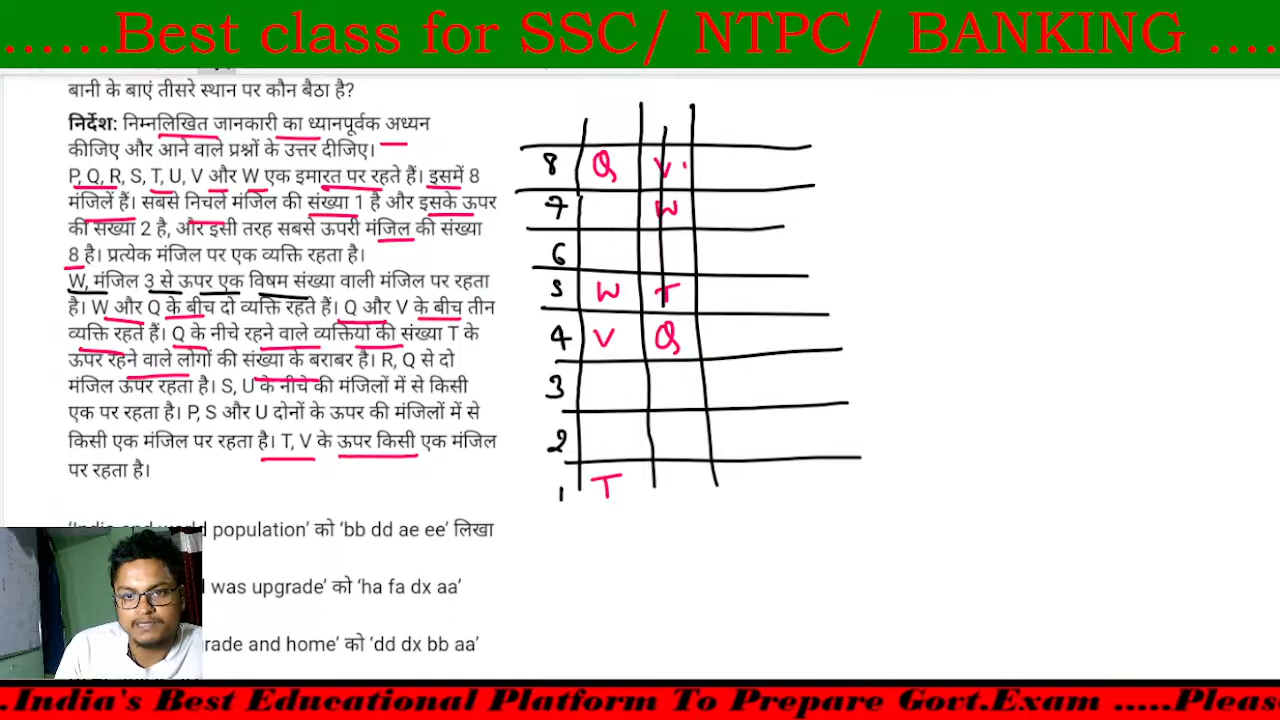 ......Best class for SSC/ NTPC/ BANKING ....
बानी के बाएं तीसरे स्थान पर कौन बैठा है?
निर्देश: निम्नलिखित जानकारी का ध्यानपूर्वक अध्यन
कीजिए और आने वाले प्रश्नों के उत्तर दीजिए।
P, Q, R, S, T, U, V और W एक इमारत पर रहते हैं। इसमें 8
मंजिलें हैं। सबसे निचले मंजिल की संख्या 1 है और इसके ऊपर
की संख्या 2 है, और इसी तरह सबसे ऊपरी मंजिल की संख्या
8 है। प्रत्येक मंजिल पर एक व्यक्ति रहता है।
W, मंजिल 3 से ऊपर एक विषम संख्या वाली मंजिल पर रहता
है। W और Q के बीच दो व्यक्ति रहते हैं। Q और V के बीच तीन
व्यक्ति रहते हैं। Q के नीचे रहने वाले व्यक्तियों की संख्या T के
ऊपर रहने वाले लोगों की संख्या के बराबर है। R, Q से दो
मंजिल ऊपर रहता है। S, U के नीचे की मंजिलों में से किसी
एक पर रहता है। P, S और U दोनों के ऊपर की मंजिलों में से
किसी एक मंजिल पर रहता है। T, V के ऊपर किसी एक मंजिल
पर रहता है।
8 Q V
7 W
6
5 W T
4 V Q
3
2
1 T
population' को 'bb dd ae ee' लिखा
was upgrade' को 'ha fa dx aa'
rade and home' को 'dd dx bb aa'
.India's Best Educational Platform To Prepare Govt.Exam .....Pleas